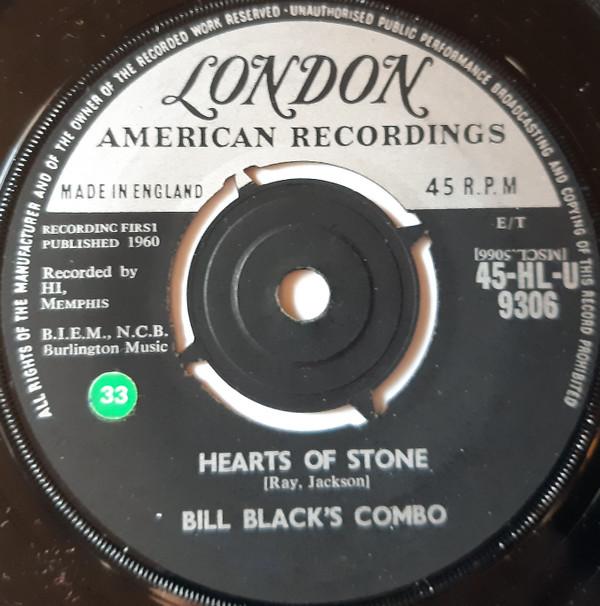 ALL RIGHTS OF THE MANUFACTURER AND OF THE OWNER OF THE RECORDED WORK RESERVED · UNAUTHORISED PUBLIC PERFORMANCE BROADCASTING AND COPYING OF THIS RECORD PROHIBITED
LONDON
AMERICAN RECORDINGS
MADE IN ENGLAND
45 R.P.M
RECORDING FIRST
PUBLISHED 1960
E/T
[MSCL.5066]
45-HL-U
9306
Recorded by
HI,
MEMPHIS
B.I.E.M., N.C.B.
Burlington Music
33
HEARTS OF STONE
[Ray, Jackson]
BILL BLACK'S COMBO